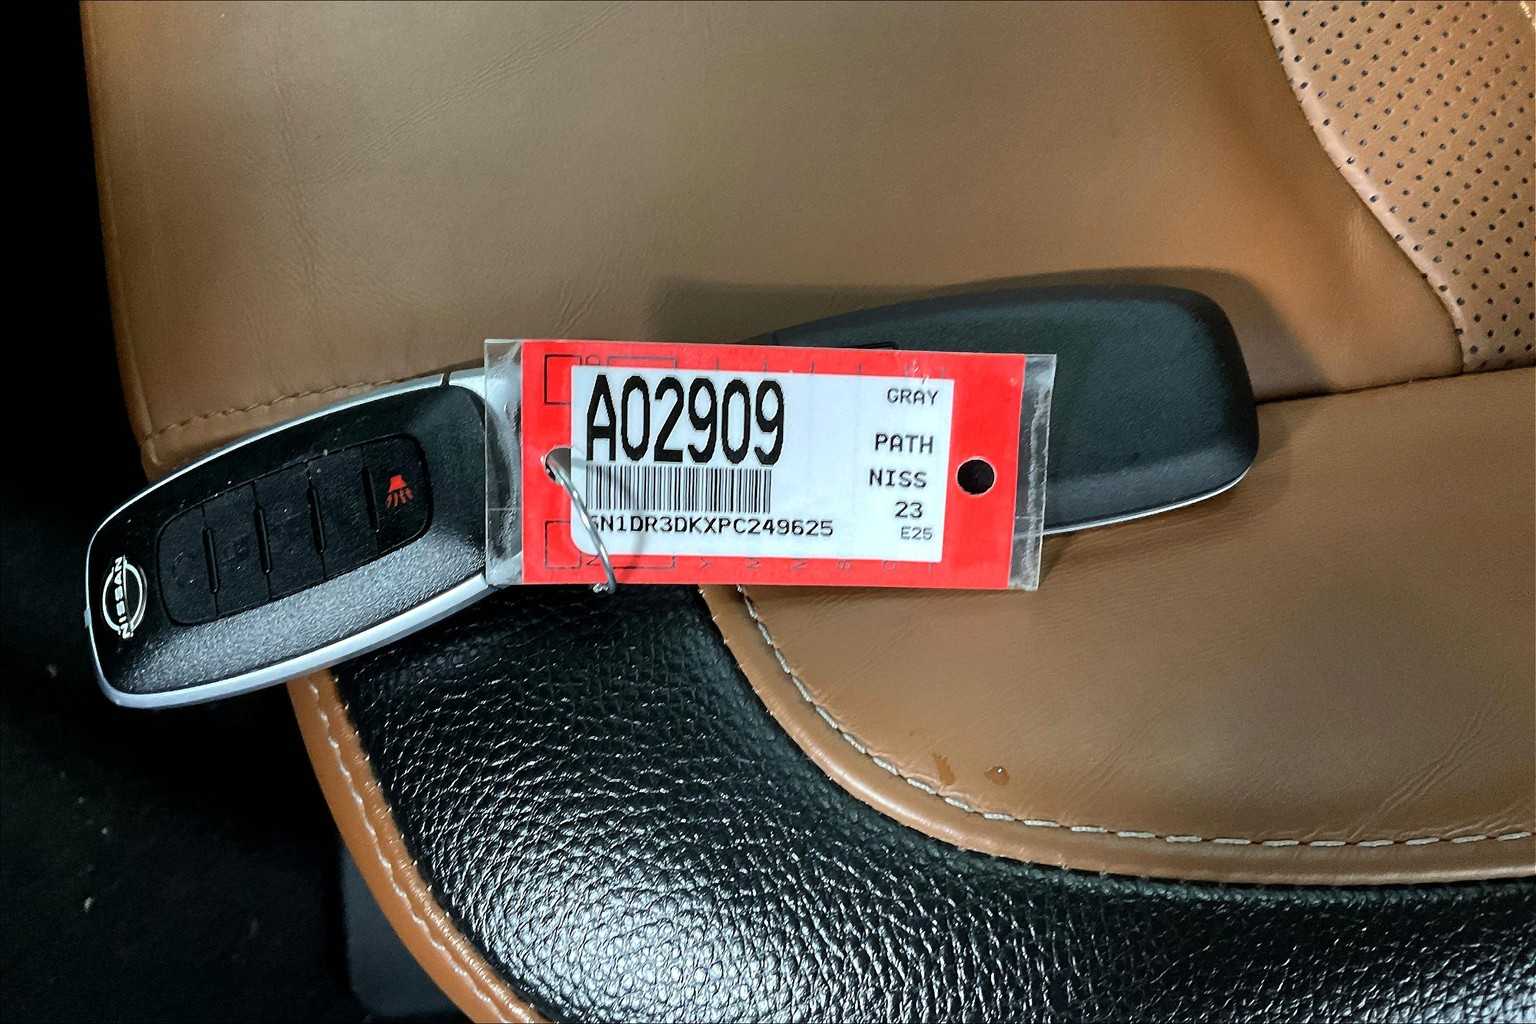 NISSAN
A02909
GRAY
PATH
NISS
5N1DR3DKXPC249625
23
E25